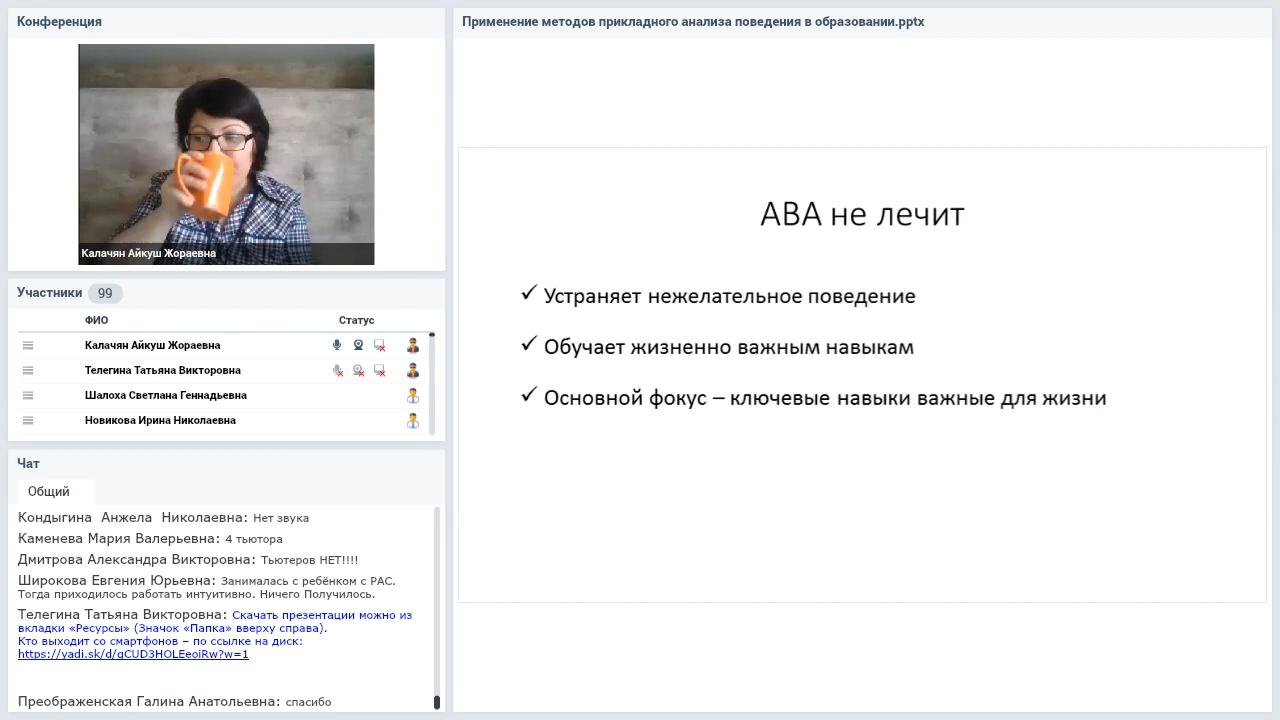 Конференция
Калачян Айкуш Жораевна
Участники 99
ФИО Статус
Калачян Айкуш Жораевна
Телегина Татьяна Викторовна
Шалоха Светлана Геннадьевна
Новикова Ирина Николаевна
Чат
Общий
Кондыгина Анжела Николаевна: Нет звука
Каменева Мария Валерьевна: 4 тьютора
Дмитрова Александра Викторовна: Тьютеров НЕТ!!!!
Широкова Евгения Юрьевна: Занималась с ребёнком с РАС.
Тогда приходилось работать интуитивно. Ничего Получилось.
Телегина Татьяна Викторовна: Скачать презентации можно из
вкладки «Ресурсы» (Значок «Папка» вверху справа).
Кто выходит со смартфонов – по ссылке на диск:
https://yadi.sk/d/gCUD3HOLEeoiRw?w=1
Преображенская Галина Анатольевна: спасибо
Применение методов прикладного анализа поведения в образовании.pptx
АВА не лечит
✓ Устраняет нежелательное поведение
✓ Обучает жизненно важным навыкам
✓ Основной фокус – ключевые навыки важные для жизни